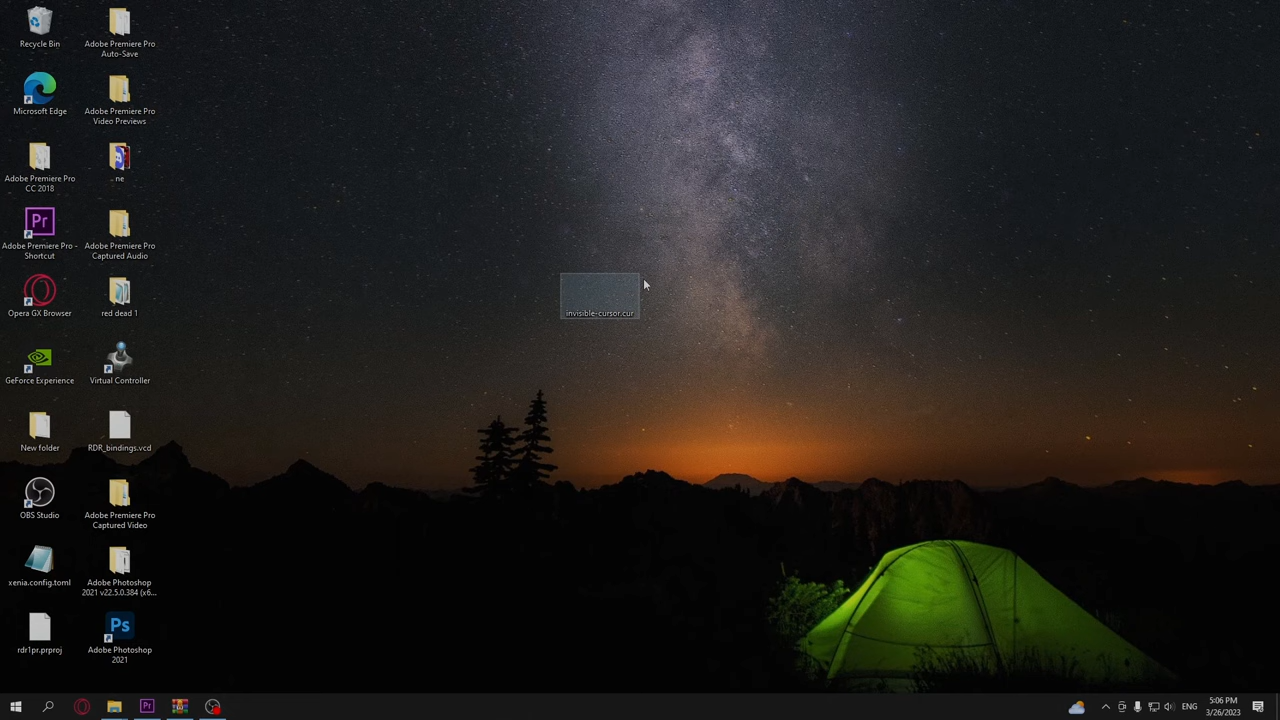 Recycle Bin
Adobe Premiere Pro
Auto-Save
Microsoft Edge
Adobe Premiere Pro
Video Previews
Adobe Premiere Pro
CC 2018
ne
Adobe Premiere Pro -
Shortcut
Adobe Premiere Pro
Captured Audio
Opera GX Browser
red dead 1
GeForce Experience
Virtual Controller
New folder
RDR_bindings.vcd
OBS Studio
Adobe Premiere Pro
Captured Video
xenia.config.toml
Adobe Photoshop
2021 v22.5.0.384 (x6...
rdr1pr.prproj
Adobe Photoshop
2021
Pr
Ps
invisible-cursor.cur
Pr
ENG
5:06 PM
3/26/2023